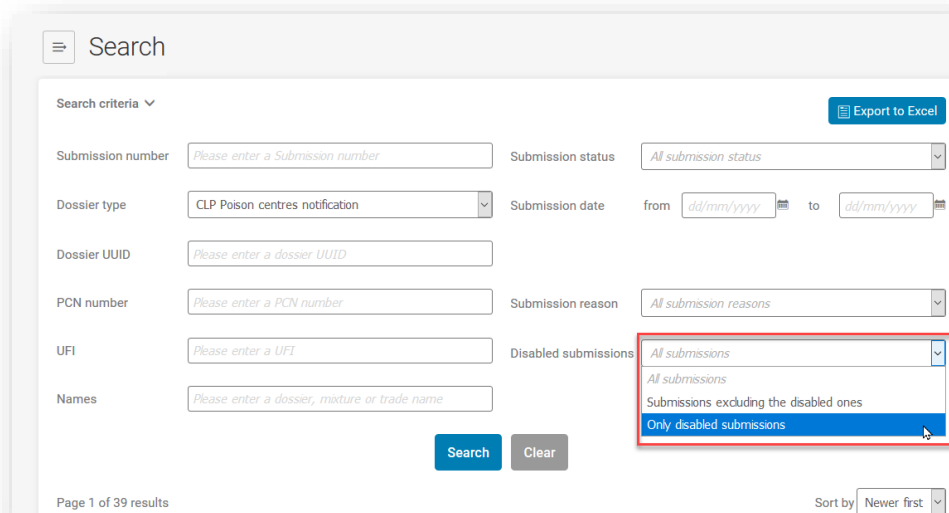 Search
Search criteria
Export to Excel
Submission number Please enter a Submission number Submission status All submission status
Dossier type CLP Poison centres notification Submission date from dd/mm/yyyy to dd/mm/yyyy
Dossier UUID Please enter a dossier UUID
PCN number Please enter a PCN number Submission reason All submission reasons
UFI Please enter a UFI Disabled submissions All submissions
All submissions
Names Please enter a dossier, mixture or trade name Submissions excluding the disabled ones
Only disabled submissions
Search Clear
Page 1 of 39 results Sort by Newer first